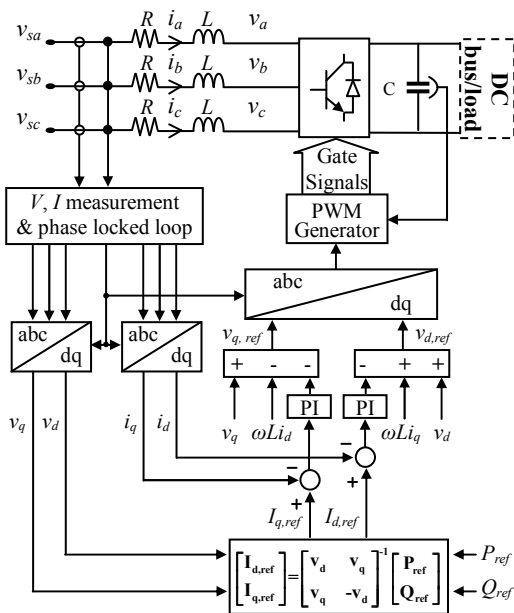 v_sa R i_a L v_a
v_sb R i_b L v_b
v_sc R i_c L v_c
C
DC
bus/load
Gate
Signals
V, I measurement
& phase locked loop
PWM
Generator
abc
dq
abc
dq
abc
dq
v_q, ref
v_d,ref
+ - -
- + +
PI
PI
v_q ωLi_d
ωLi_q v_d
v_q v_d
i_q i_d
−
−
+
+
I_q,ref
I_d,ref
[I_d,ref] = [v_d v_q]^-1 [P_ref]
[I_q,ref] [v_q -v_d] [Q_ref]
P_ref
Q_ref